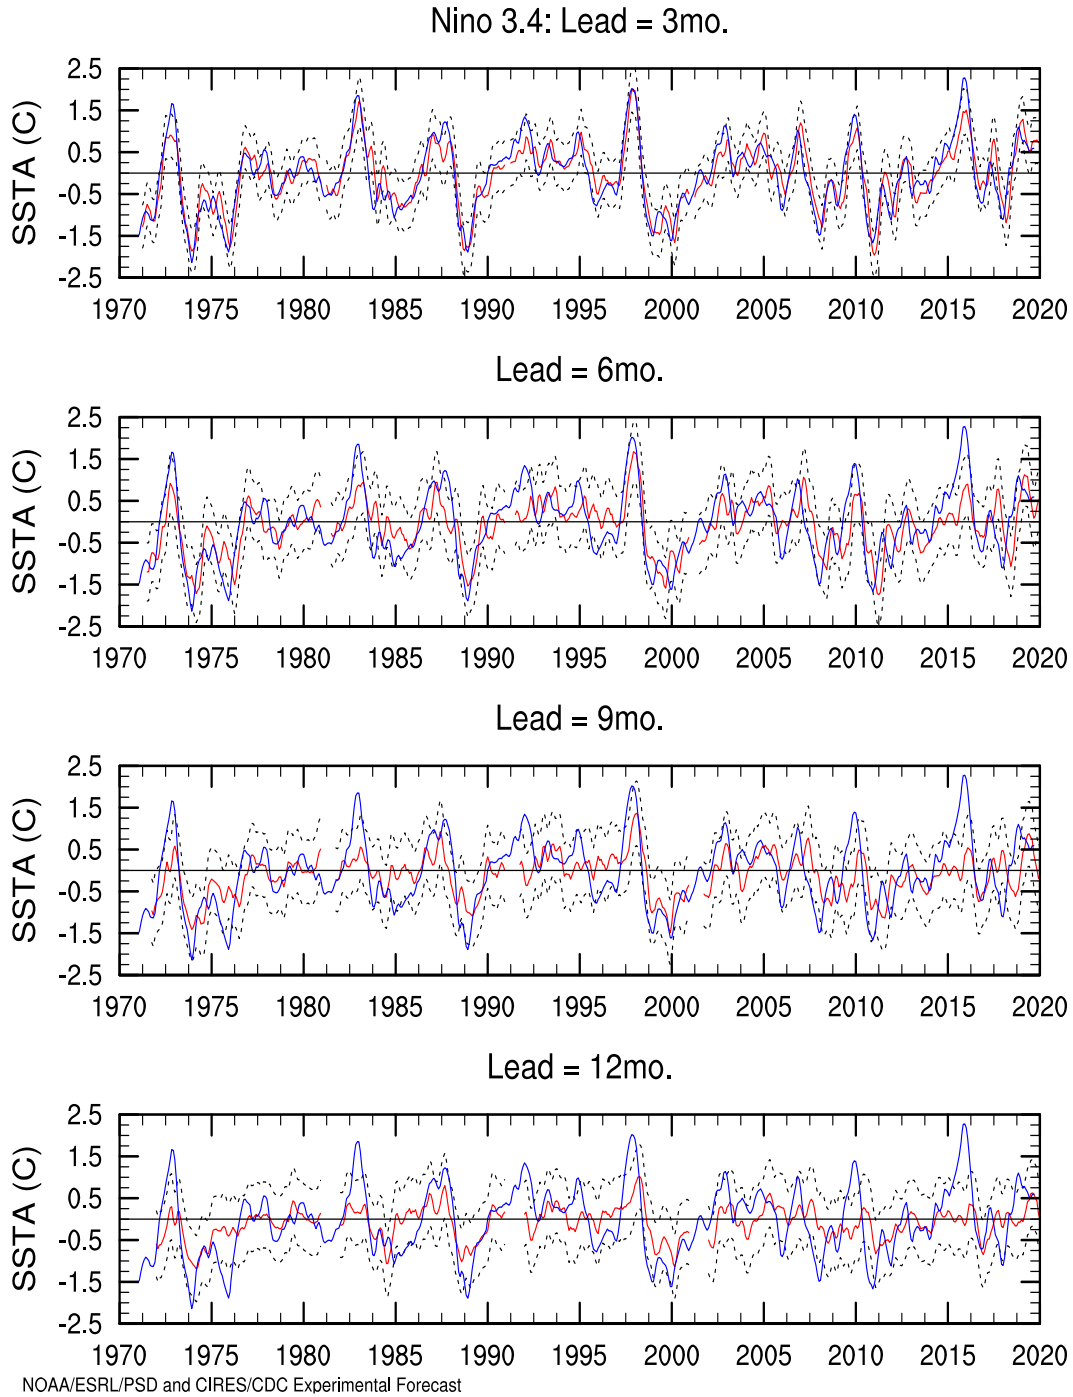 Nino 3.4: Lead = 3mo.
SSTA (C)
2.5
1.5
0.5
-0.5
-1.5
-2.5
1970 1975 1980 1985 1990 1995 2000 2005 2010 2015 2020
Lead = 6mo.
SSTA (C)
2.5
1.5
0.5
-0.5
-1.5
-2.5
1970 1975 1980 1985 1990 1995 2000 2005 2010 2015 2020
Lead = 9mo.
SSTA (C)
2.5
1.5
0.5
-0.5
-1.5
-2.5
1970 1975 1980 1985 1990 1995 2000 2005 2010 2015 2020
Lead = 12mo.
SSTA (C)
2.5
1.5
0.5
-0.5
-1.5
-2.5
1970 1975 1980 1985 1990 1995 2000 2005 2010 2015 2020
NOAA/ESRL/PSD and CIRES/CDC Experimental Forecast